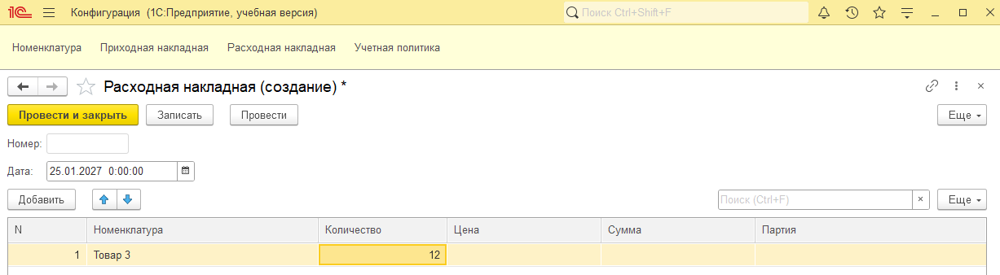 1С Конфигурация (1С:Предприятие, учебная версия) Поиск Ctrl+Shift+F
Номенклатура Приходная накладная Расходная накладная Учетная политика
Расходная накладная (создание) *
Провести и закрыть Записать Провести Еще
Номер:
Дата: 25.01.2027 0:00:00
Добавить Поиск (Ctrl+F) × Еще
N Номенклатура Количество Цена Сумма Партия
1 Товар 3 12